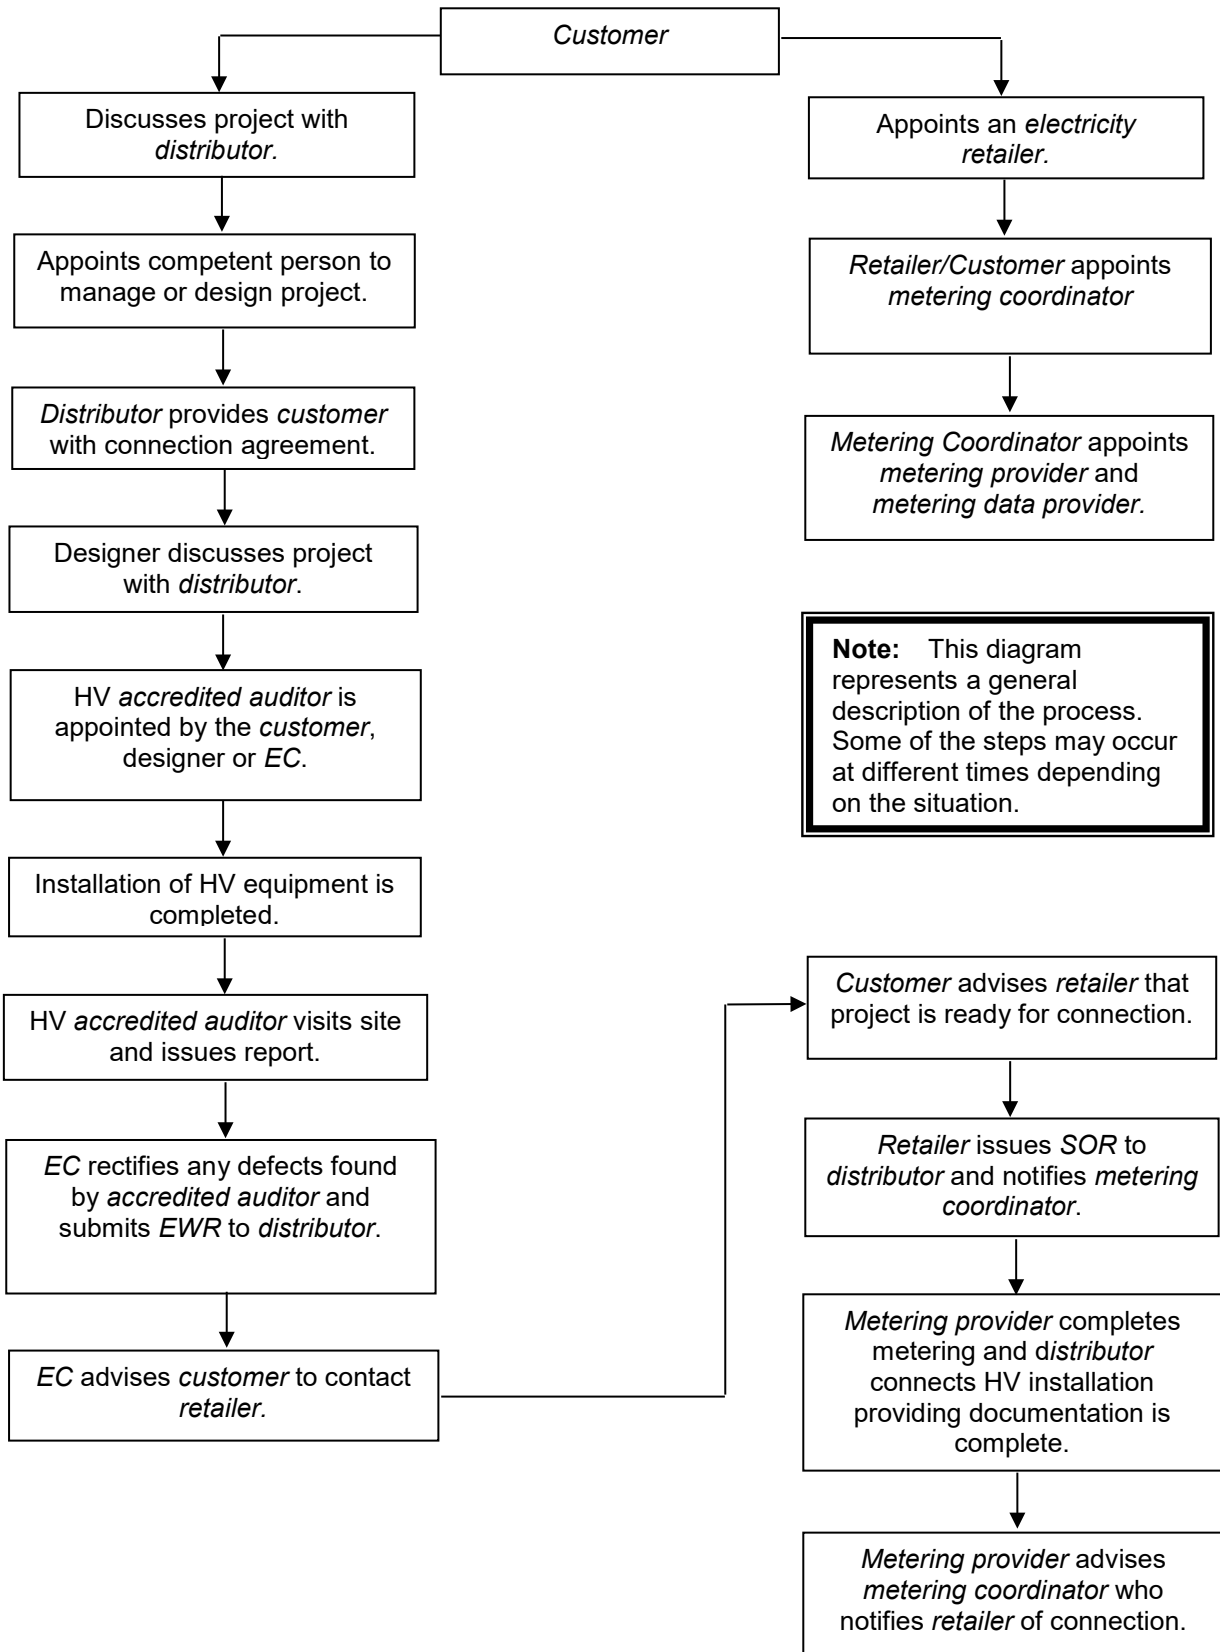 Customer
Discusses project with
distributor.
Appoints competent person to
manage or design project.
Distributor provides customer
with connection agreement.
Designer discusses project
with distributor.
HV accredited auditor is
appointed by the customer,
designer or EC.
Installation of HV equipment is
completed.
HV accredited auditor visits site
and issues report.
EC rectifies any defects found
by accredited auditor and
submits EWR to distributor.
EC advises customer to contact
retailer.
Appoints an electricity
retailer.
Retailer/Customer appoints
metering coordinator
Metering Coordinator appoints
metering provider and
metering data provider.
Note: This diagram
represents a general
description of the process.
Some of the steps may occur
at different times depending
on the situation.
Customer advises retailer that
project is ready for connection.
Retailer issues SOR to
distributor and notifies metering
coordinator.
Metering provider completes
metering and distributor
connects HV installation
providing documentation is
complete.
Metering provider advises
metering coordinator who
notifies retailer of connection.